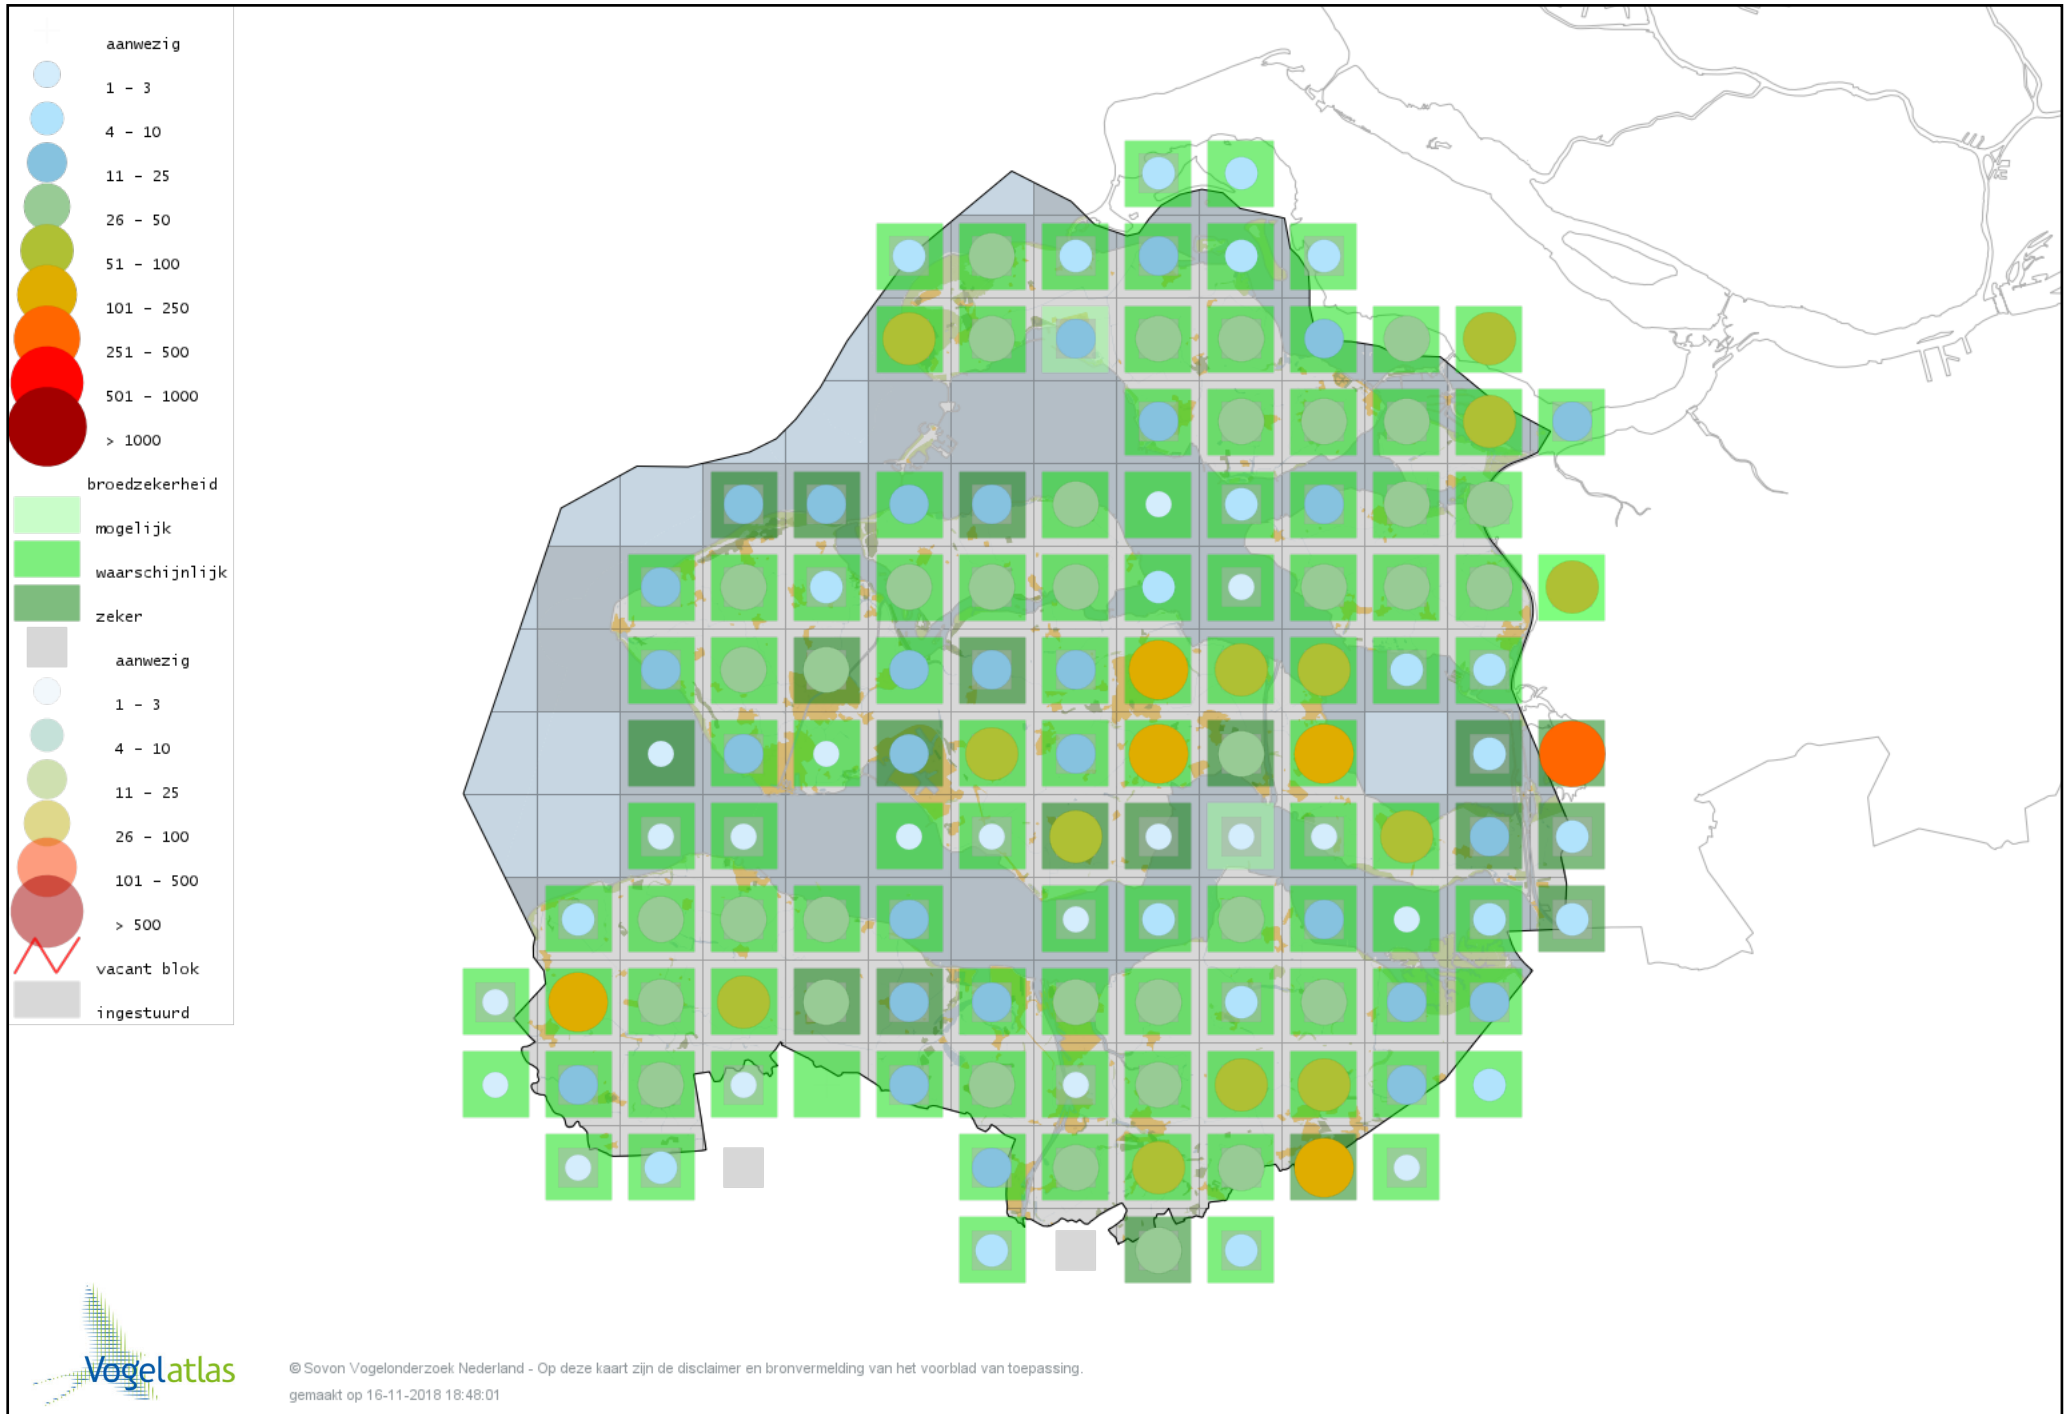 aanwezig
1 - 3
4 - 10
11 - 25
26 - 50
51 - 100
101 - 250
251 - 500
501 - 1000
> 1000
broedzekerheid
mogelijk
waarschijnlijk
zeker
aanwezig
1 - 3
4 - 10
11 - 25
26 - 100
101 - 500
> 500
vacant blok
ingestuurd
Vogelatlas
© Sovon Vogelonderzoek Nederland - Op deze kaart zijn de disclaimer en bronvermelding van het voorblad van toepassing.
gemaakt op 16-11-2018 18:48:01